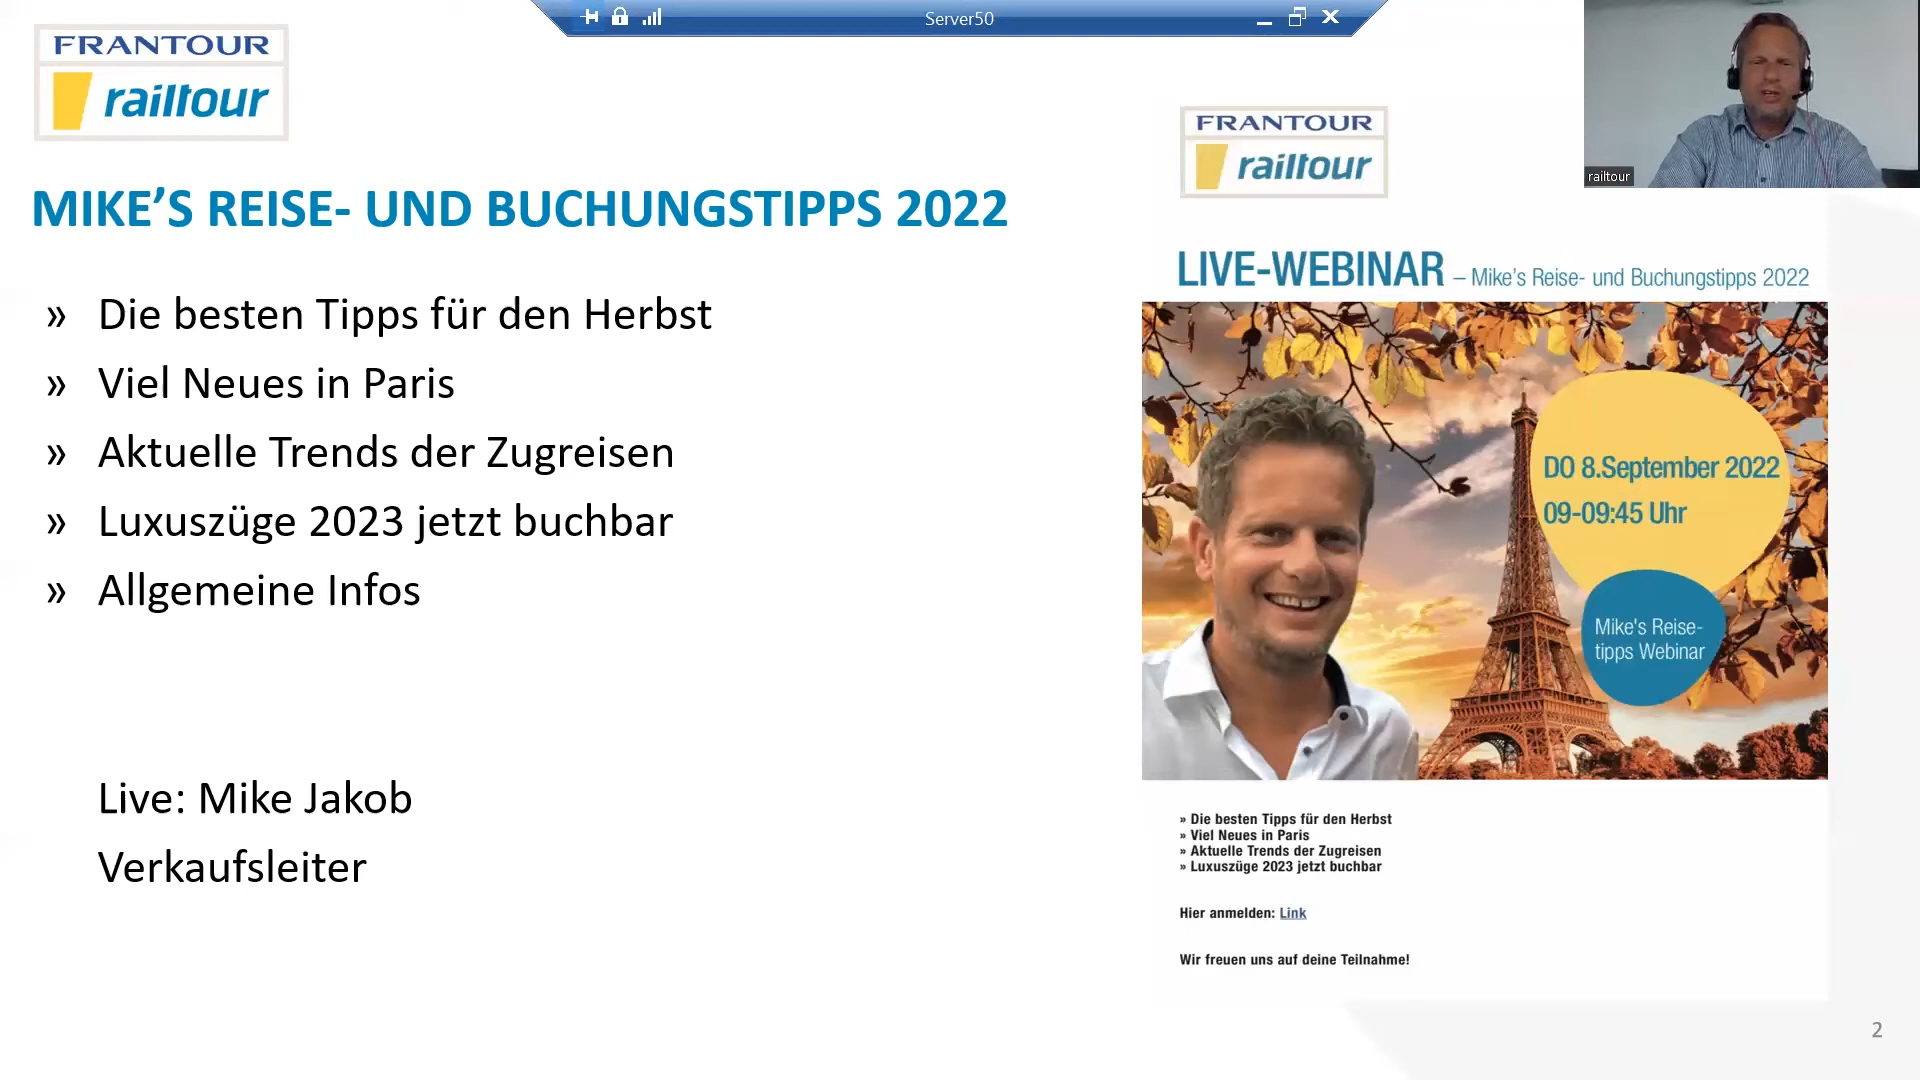 Server50
FRANTOUR
railtour
MIKE’S REISE- UND BUCHUNGSTIPPS 2022
» Die besten Tipps für den Herbst
» Viel Neues in Paris
» Aktuelle Trends der Zugreisen
» Luxuszüge 2023 jetzt buchbar
» Allgemeine Infos
Live: Mike Jakob
Verkaufsleiter
railtour
FRANTOUR
railtour
LIVE-WEBINAR – Mike’s Reise- und Buchungstipps 2022
DO 8.September 2022
09-09:45 Uhr
Mike's Reise-
tipps Webinar
» Die besten Tipps für den Herbst
» Viel Neues in Paris
» Aktuelle Trends der Zugreisen
» Luxuszüge 2023 jetzt buchbar
Hier anmelden: Link
Wir freuen uns auf deine Teilnahme!
2